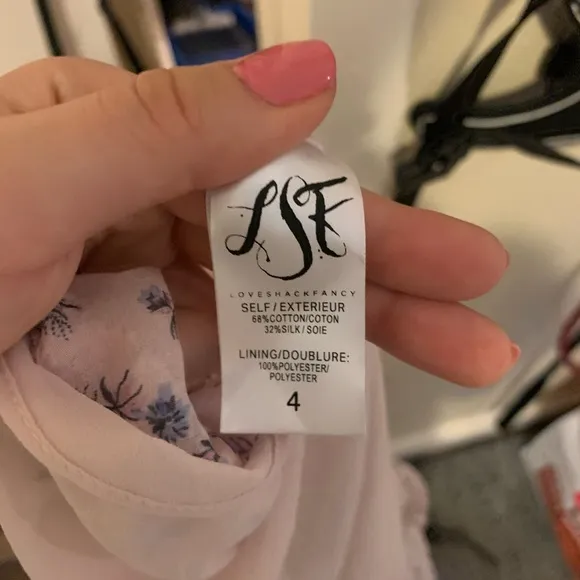 LSF
LOVESHACKFANCY
SELF/EXTERIEUR
68%COTTON/COTON
32%SILK/SOIE
LINING/DOUBLURE:
100%POLYESTER/
POLYESTER
4